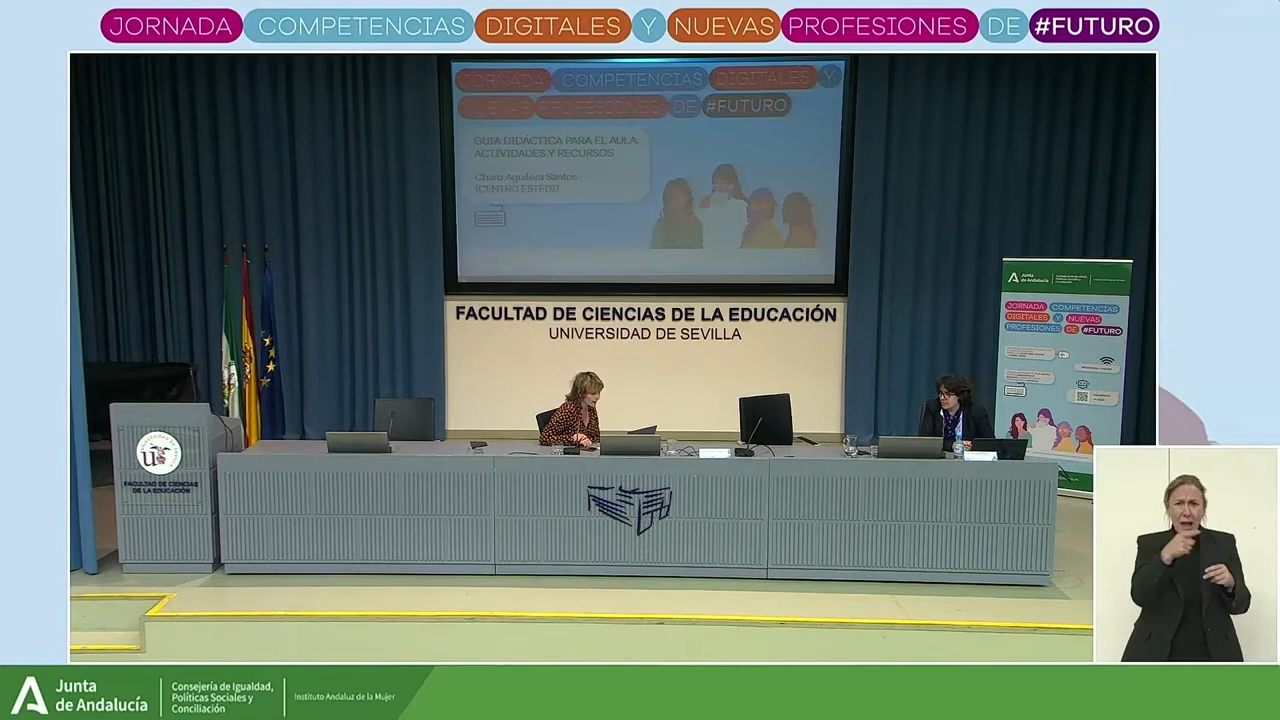 JORNADA COMPETENCIAS DIGITALES Y NUEVAS PROFESIONES DE #FUTURO
JORNADA COMPETENCIAS DIGITALES Y
NUEVAS PROFESIONES DE #FUTURO
GUIA DIDÁCTICA PARA EL AULA:
ACTIVIDADES Y RECURSOS
Charo Aguilera Santos
(CENTRO ESTEDI)
FACULTAD DE CIENCIAS DE LA EDUCACIÓN
UNIVERSIDAD DE SEVILLA
Junta
de Andalucía
JORNADA COMPETENCIAS
DIGITALES Y NUEVAS
PROFESIONES DE #FUTURO
FACULTAD DE CIENCIAS
DE LA EDUCACIÓN
Junta
de Andalucía
Consejería de Igualdad,
Políticas Sociales y
Conciliación
Instituto Andaluz de la Mujer